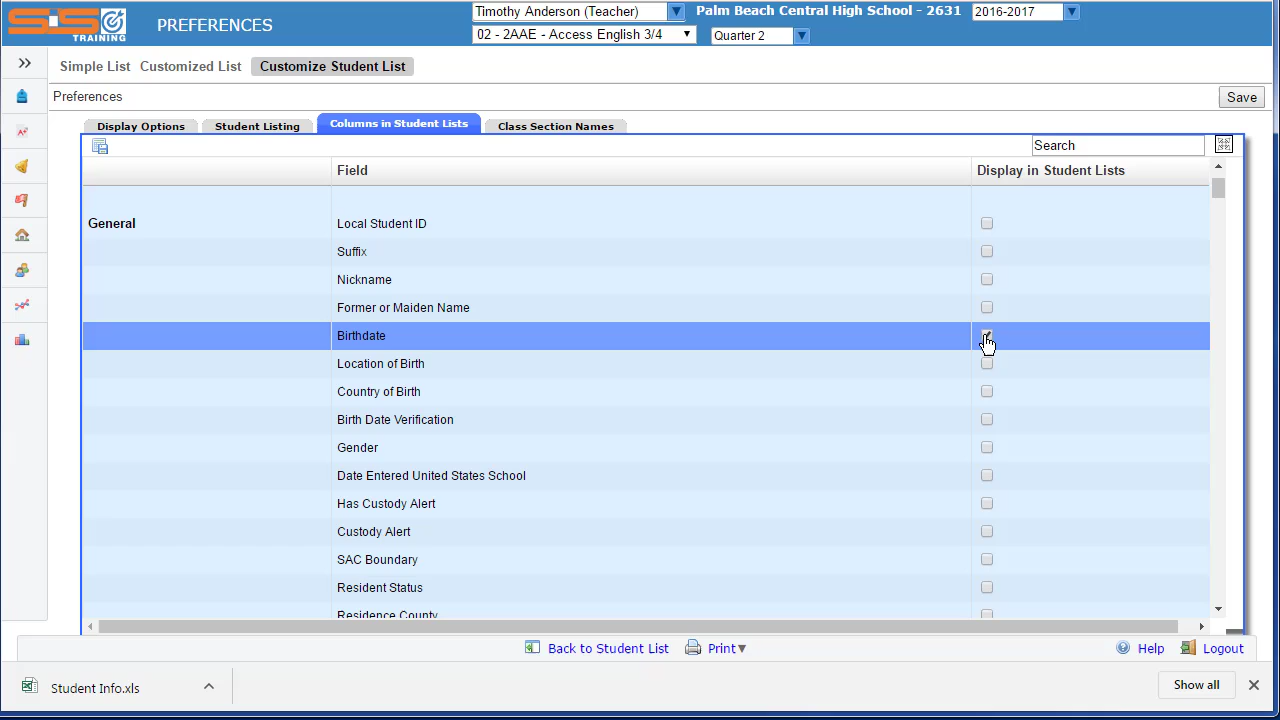 SiS
TRAINING
PREFERENCES
Timothy Anderson (Teacher)
Palm Beach Central High School - 2631
2016-2017
02 - 2AAE - Access English 3/4
Quarter 2
Simple List
Customized List
Customize Student List
Preferences
Save
Display Options
Student Listing
Columns in Student Lists
Class Section Names
Search
Field
Display in Student Lists
General
Local Student ID
Suffix
Nickname
Former or Maiden Name
Birthdate
Location of Birth
Country of Birth
Birth Date Verification
Gender
Date Entered United States School
Has Custody Alert
Custody Alert
SAC Boundary
Resident Status
Residence County
Back to Student List
Print
Help
Logout
Student Info.xls
Show all